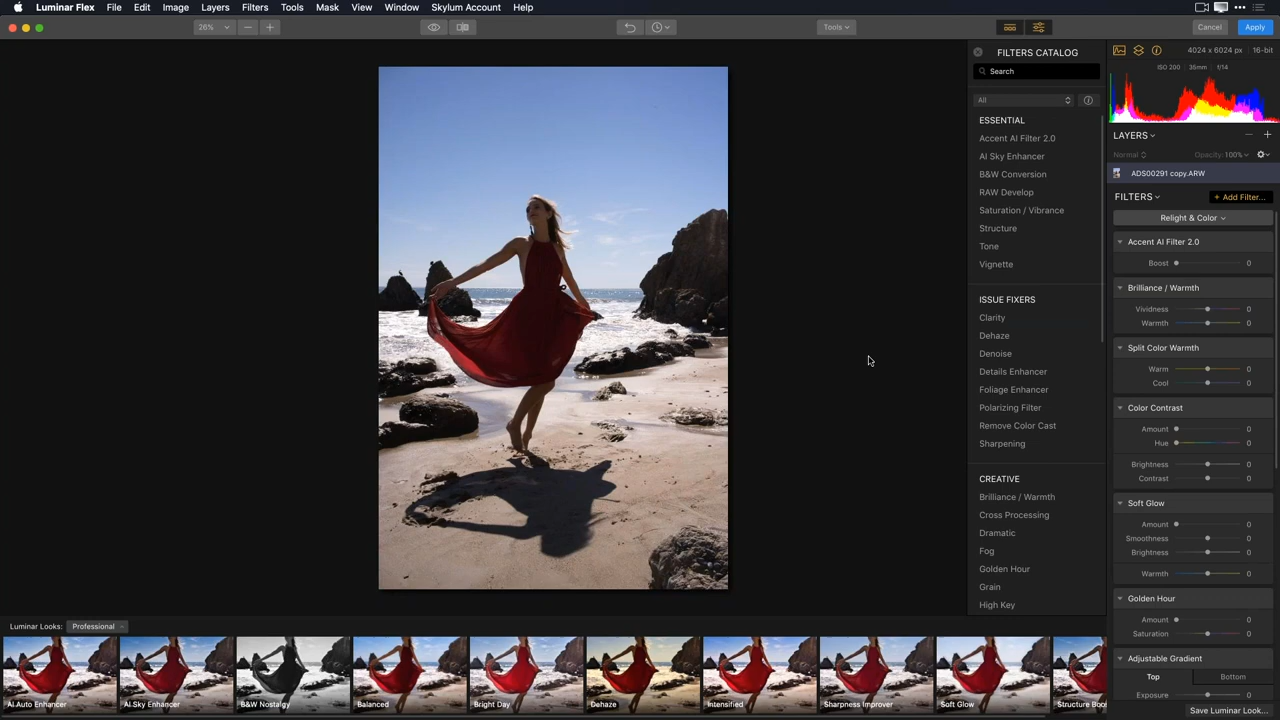 Luminar Flex File Edit Image Layers Filters Tools Mask View Window Skylum Account Help
26% Tools Cancel Apply
FILTERS CATALOG
Search
All
ESSENTIAL
Accent AI Filter 2.0
AI Sky Enhancer
B&W Conversion
RAW Develop
Saturation / Vibrance
Structure
Tone
Vignette
ISSUE FIXERS
Clarity
Dehaze
Denoise
Details Enhancer
Foliage Enhancer
Polarizing Filter
Remove Color Cast
Sharpening
CREATIVE
Brilliance / Warmth
Cross Processing
Dramatic
Fog
Golden Hour
Grain
High Key
4024 x 6024 px 16-bit
ISO 200 35mm f/14
LAYERS
Normal Opacity: 100%
ADS00291 copy.ARW
FILTERS + Add Filter...
Relight & Color
Accent AI Filter 2.0
Boost 0
Brilliance / Warmth
Vividness 0
Warmth 0
Split Color Warmth
Warm 0
Cool 0
Color Contrast
Amount 0
Hue 0
Brightness 0
Contrast 0
Soft Glow
Amount 0
Smoothness 0
Brightness 0
Warmth 0
Golden Hour
Amount 0
Saturation 0
Adjustable Gradient
Top Bottom
Exposure 0
Save Luminar Look...
Luminar Looks: Professional
AI Auto Enhancer
AI Sky Enhancer
B&W Nostalgy
Balanced
Bright Day
Dehaze
Intensified
Sharpness Improver
Soft Glow
Structure Boo